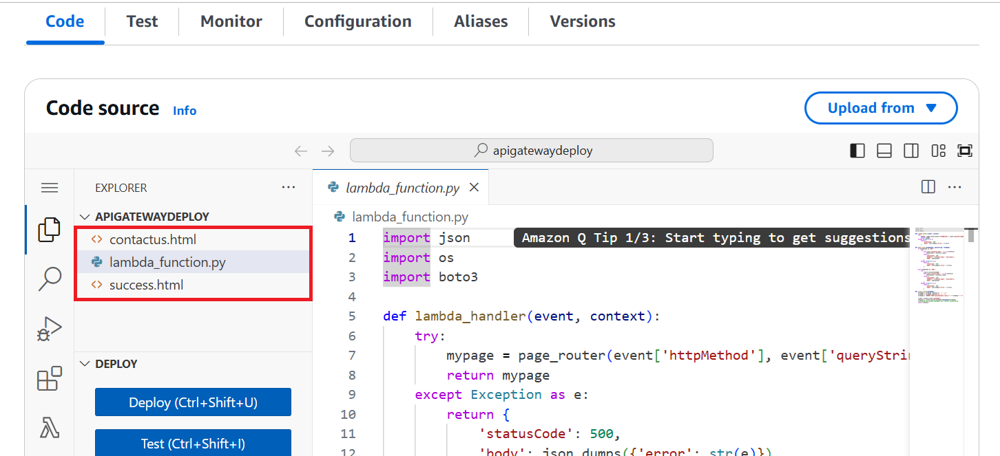 Code Test Monitor Configuration Aliases Versions
Code source Info Upload from
apigatewaydeploy
EXPLORER ...
lambda_function.py
APIGATEWAYDEPLOY
contactus.html
lambda_function.py
success.html
DEPLOY
Deploy (Ctrl+Shift+U)
Test (Ctrl+Shift+I)
lambda_function.py
1 import json Amazon Q Tip 1/3: Start typing to get suggestions
2 import os
3 import boto3
4
5 def lambda_handler(event, context):
6 try:
7 mypage = page_router(event['httpMethod'], event['queryStri
8 return mypage
9 except Exception as e:
10 return {
11 'statusCode': 500,
12 'body': json.dumps({'error': str(e)})